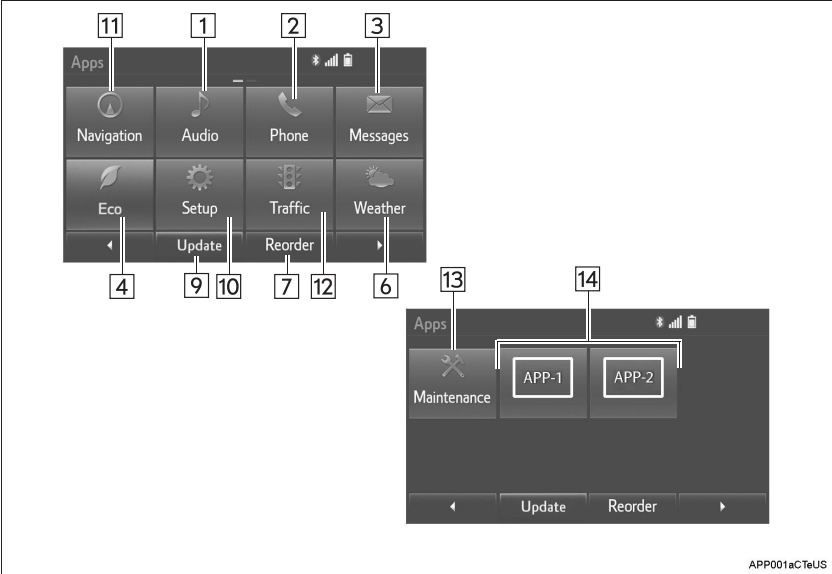 11 1 2 3
Apps
Navigation Audio Phone Messages
Eco Setup Traffic Weather
Update Reorder
4 9 10 7 12 6
13 14
Apps
APP-1 APP-2
Maintenance
Update Reorder
APP001aCTeUS